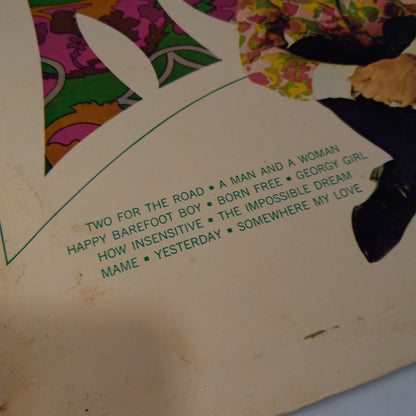 TWO FOR THE ROAD ▪ A MAN AND A WOMAN
HAPPY BAREFOOT BOY ▪ BORN FREE ▪ GEORGY GIRL
HOW INSENSITIVE ▪ THE IMPOSSIBLE DREAM
MAME ▪ YESTERDAY ▪ SOMEWHERE MY LOVE